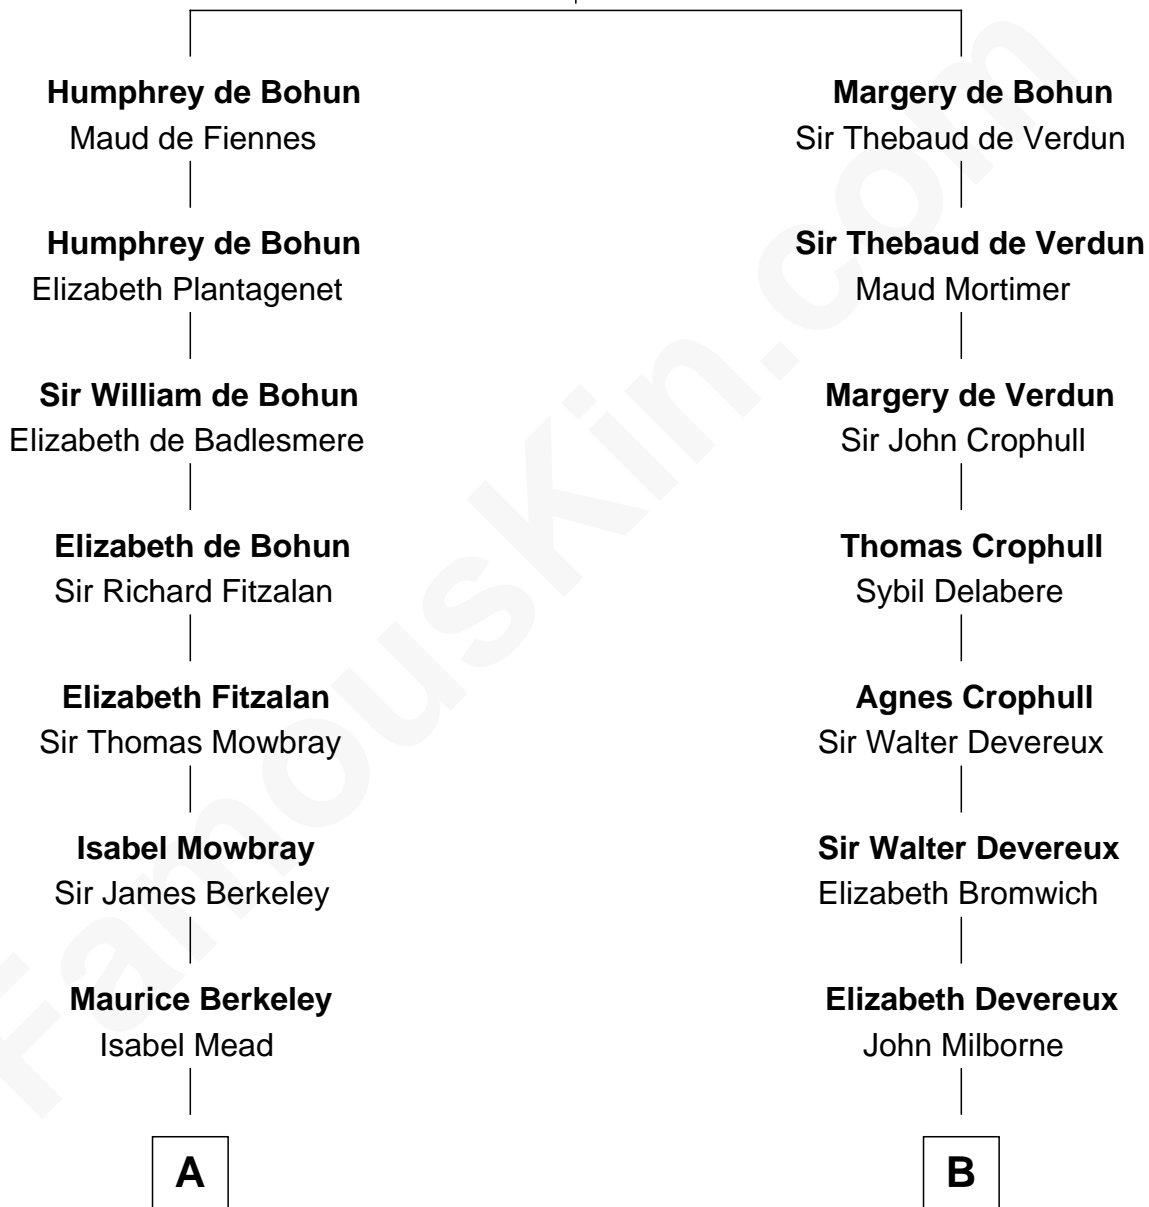 Humphrey de Bohun
Maud de Fiennes
Humphrey de Bohun
Elizabeth Plantagenet
Sir William de Bohun
Elizabeth de Badlesmere
Elizabeth de Bohun
Sir Richard Fitzalan
Elizabeth Fitzalan
Sir Thomas Mowbray
Isabel Mowbray
Sir James Berkeley
Maurice Berkeley
Isabel Mead
A
Margery de Bohun
Sir Thebaud de Verdun
Sir Thebaud de Verdun
Maud Mortimer
Margery de Verdun
Sir John Crophull
Thomas Crophull
Sybil Delabere
Agnes Crophull
Sir Walter Devereux
Sir Walter Devereux
Elizabeth Bromwich
Elizabeth Devereux
John Milborne
B
FamousKin.com